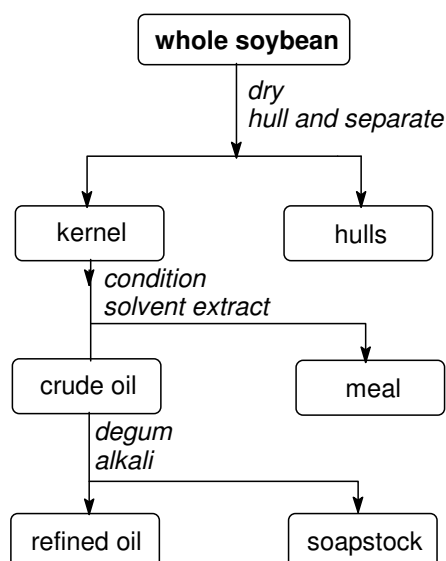 whole soybean
dry
hull and separate
kernel
hulls
condition
solvent extract
crude oil
meal
degum
alkali
refined oil
soapstock